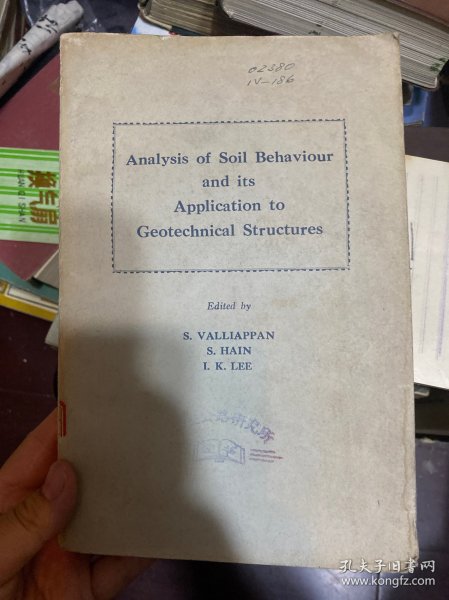 02380
IV-186
Analysis of Soil Behaviour
and its
Application to
Geotechnical Structures
Edited by
S. VALLIAPPAN
S. HAIN
I. K. LEE
孔夫子旧书网
www.kongfz.com